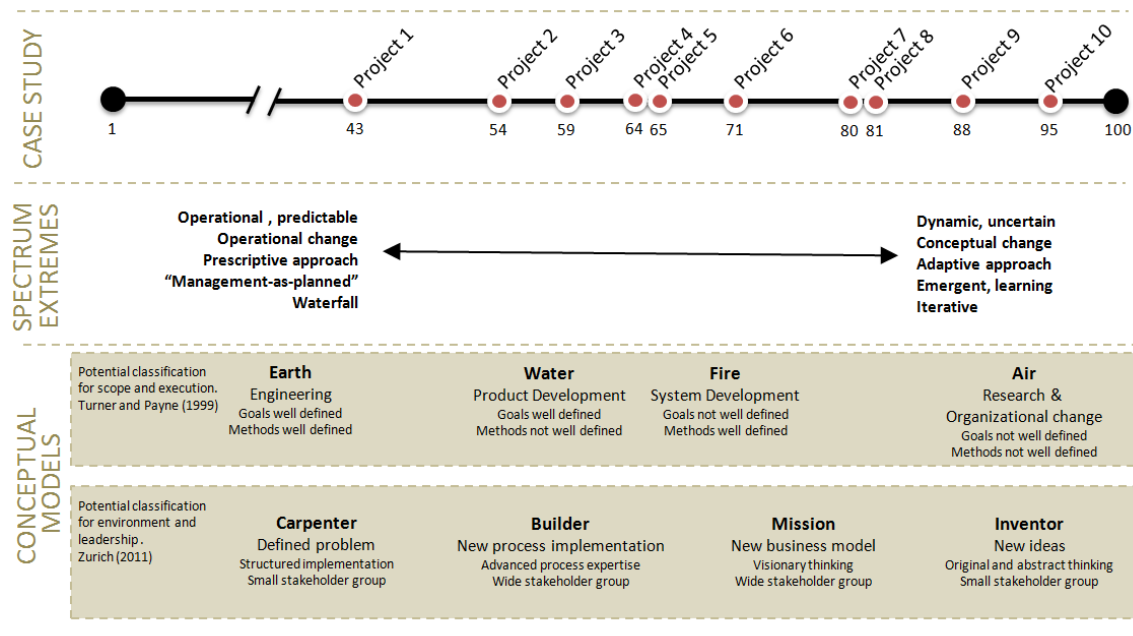 CASE STUDY
Project 1
Project 2
Project 3
Project 4
Project 5
Project 6
Project 7
Project 8
Project 9
Project 10
1
43
54
59
64
65
71
80
81
88
95
100
SPECTRUM
EXTREMES
Operational , predictable
Operational change
Prescriptive approach
“Management-as-planned”
Waterfall
Dynamic, uncertain
Conceptual change
Adaptive approach
Emergent, learning
Iterative
CONCEPTUAL
MODELS
Potential classification
for scope and execution.
Turner and Payne (1999)
Earth
Engineering
Goals well defined
Methods well defined
Water
Product Development
Goals well defined
Methods not well defined
Fire
System Development
Goals not well defined
Methods well defined
Air
Research &
Organizational change
Goals not well defined
Methods not well defined
Potential classification
for environment and
leadership .
Zurich (2011)
Carpenter
Defined problem
Structured implementation
Small stakeholder group
Builder
New process implementation
Advanced process expertise
Wide stakeholder group
Mission
New business model
Visionary thinking
Wide stakeholder group
Inventor
New ideas
Original and abstract thinking
Small stakeholder group